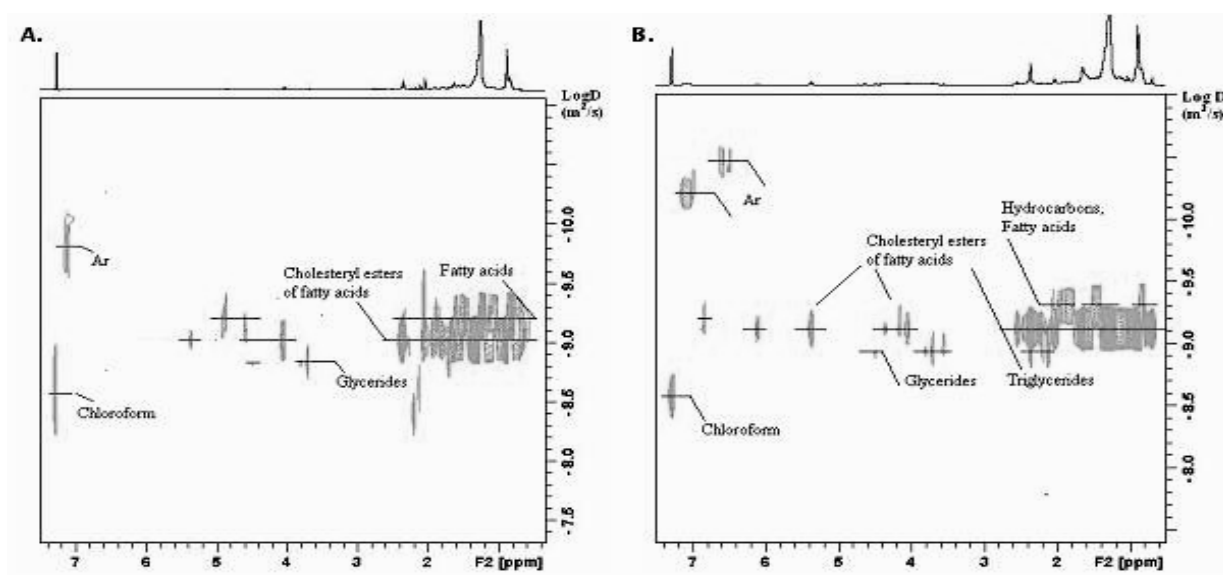 A.
LogD
(m²/s)
-10.0
-9.5
-9.0
-8.5
-8.0
-7.5
Ar
Cholesteryl esters
of fatty acids
Fatty acids
Glycerides
Chloroform
7 6 5 4 3 2 F2 [ppm]
B.
Log D
(m²/s)
-10.0
-9.5
-9.0
-8.5
-8.0
Ar
Hydrocarbons,
Fatty acids
Cholesteryl esters
of fatty acids
Glycerides
Triglycerides
Chloroform
7 6 5 4 3 2 F2 [ppm]